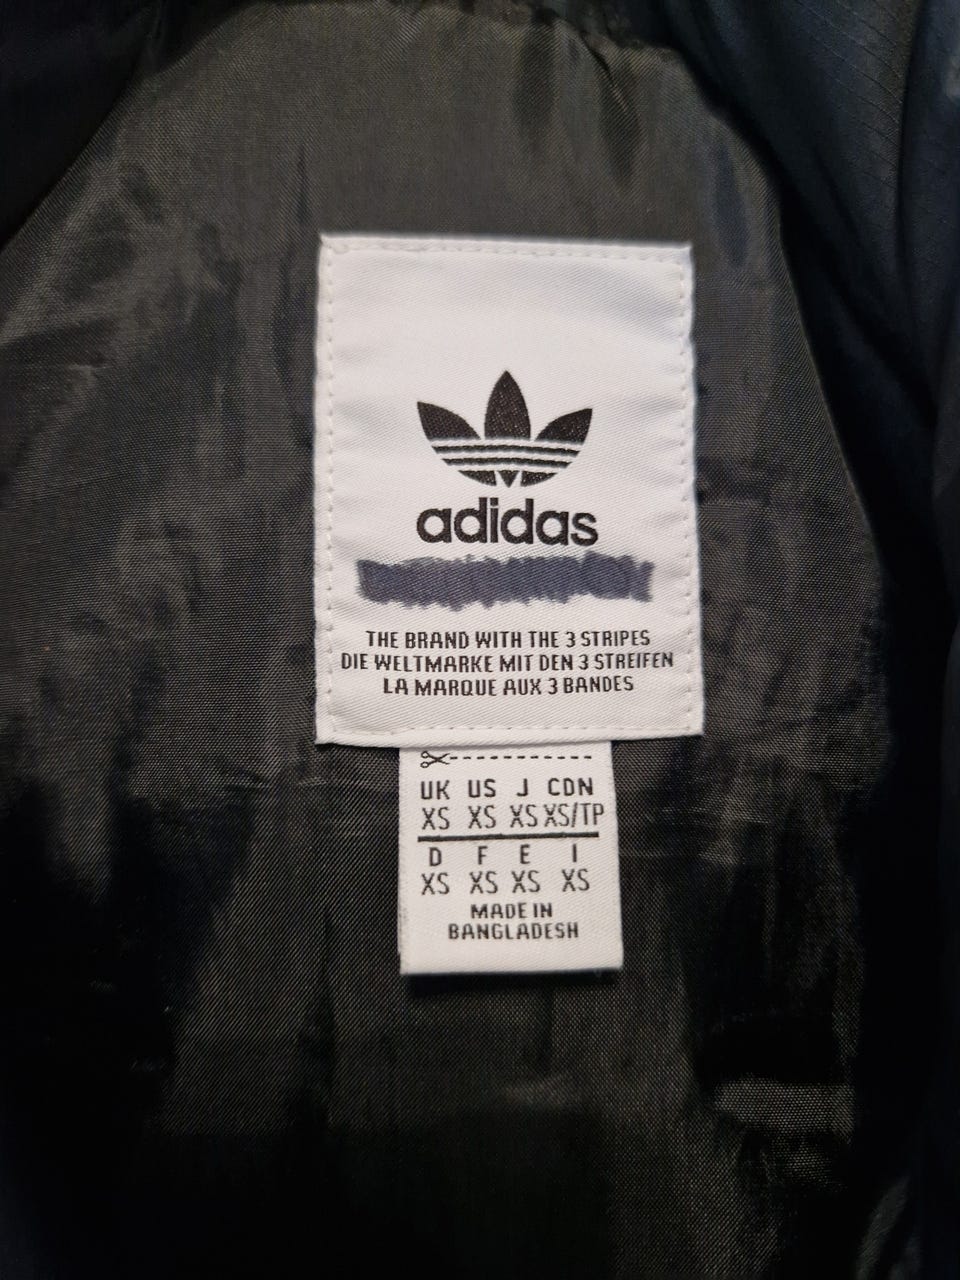 adidas
THE BRAND WITH THE 3 STRIPES
DIE WELTMARKE MIT DEN 3 STREIFEN
LA MARQUE AUX 3 BANDES
UK US J CDN
XS XS XS XS/TP
D F E I
XS XS XS XS
MADE IN
BANGLADESH